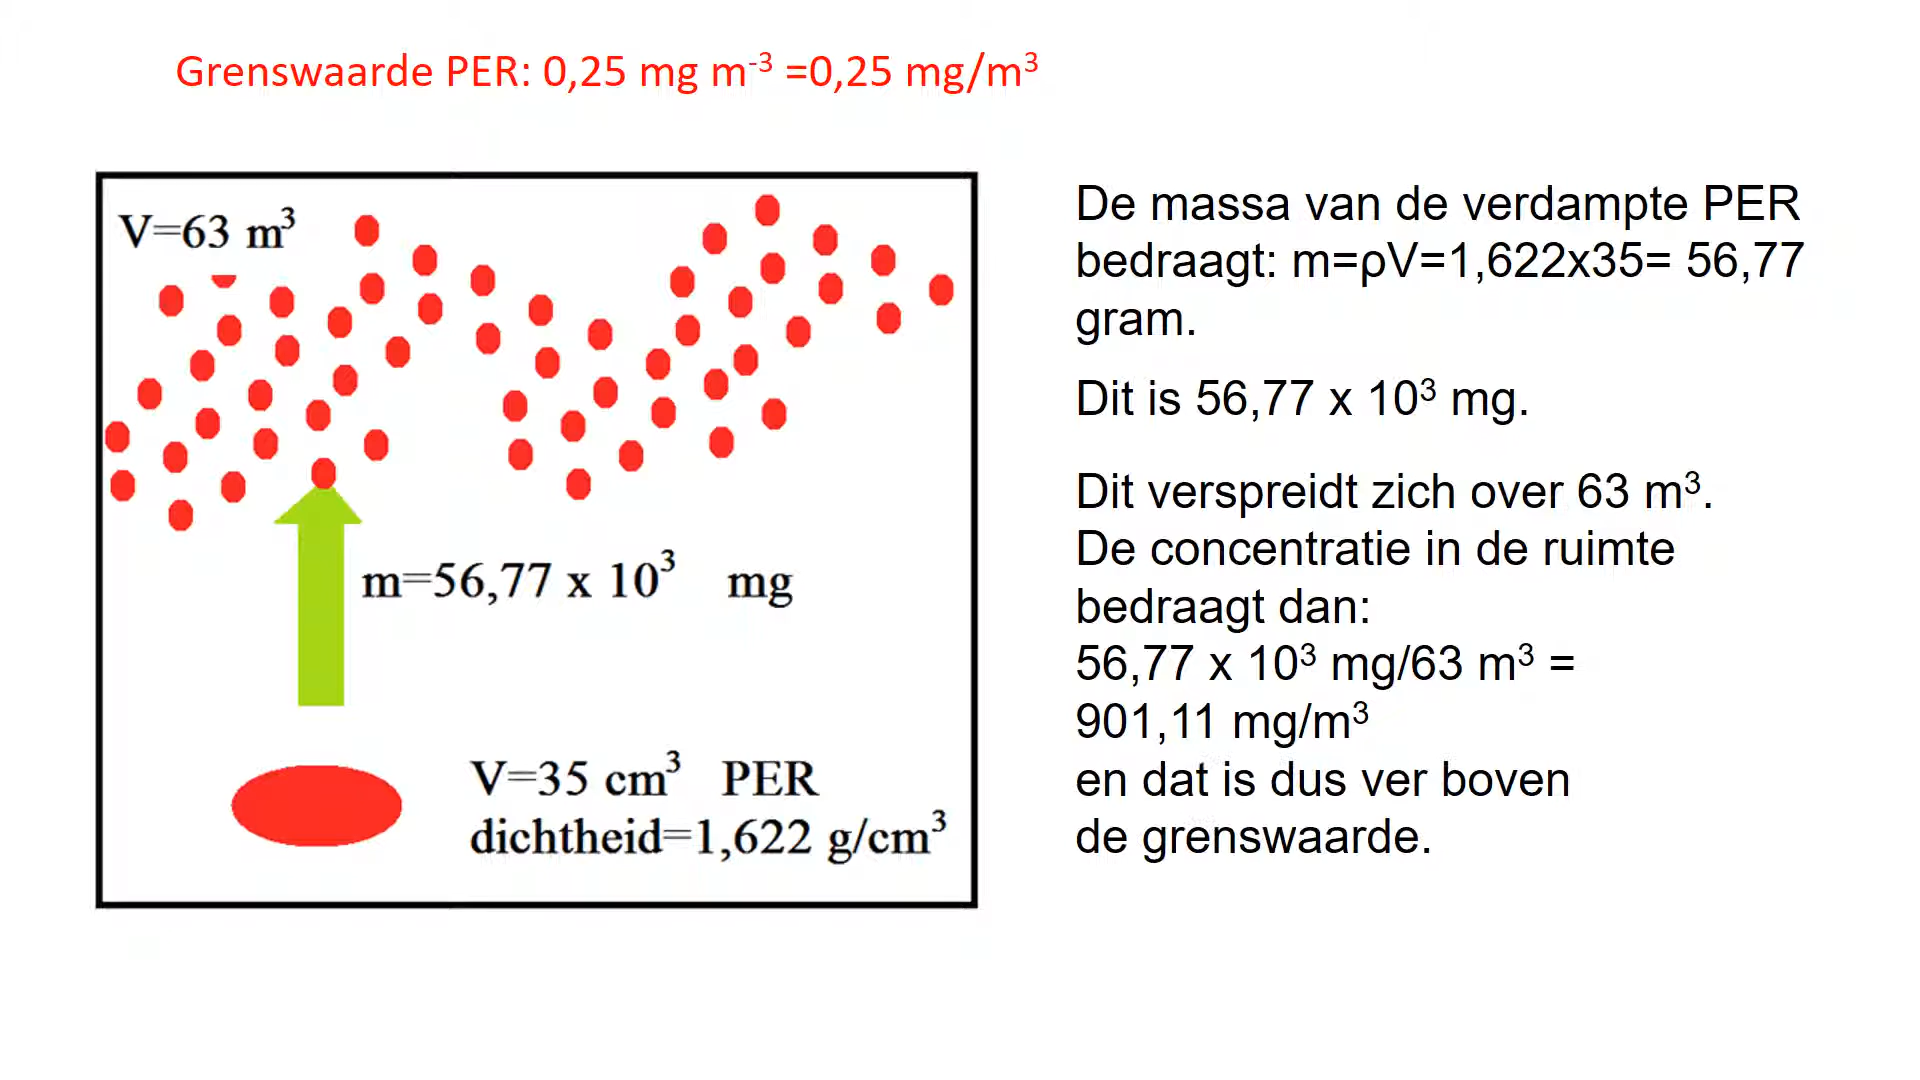 Grenswaarde PER: 0,25 mg m⁻³ =0,25 mg/m³
V=63 m³
m=56,77 x 10³ mg
V=35 cm³ PER
dichtheid=1,622 g/cm³
De massa van de verdampte PER
bedraagt: m=ρV=1,622x35= 56,77
gram.
Dit is 56,77 x 10³ mg.
Dit verspreidt zich over 63 m³.
De concentratie in de ruimte
bedraagt dan:
56,77 x 10³ mg/63 m³ =
901,11 mg/m³
en dat is dus ver boven
de grenswaarde.